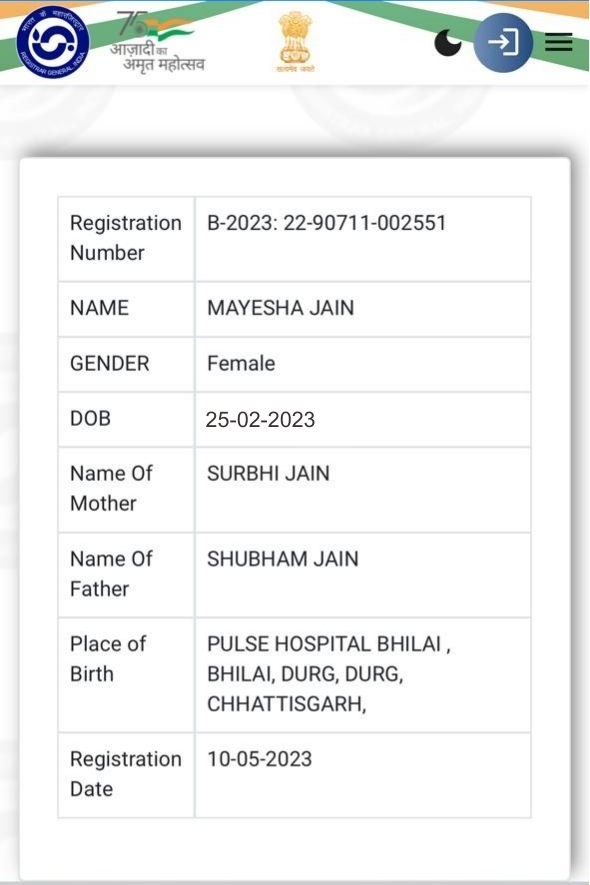 भारत के महारजिस्ट्रार
REGISTRAR GENERAL, INDIA
75
आज़ादी का
अमृत महोत्सव
सत्यमेव जयते
Registration Number B-2023: 22-90711-002551
NAME MAYESHA JAIN
GENDER Female
DOB 25-02-2023
Name Of Mother SURBHI JAIN
Name Of Father SHUBHAM JAIN
Place of Birth PULSE HOSPITAL BHILAI ,
BHILAI, DURG, DURG,
CHHATTISGARH,
Registration Date 10-05-2023